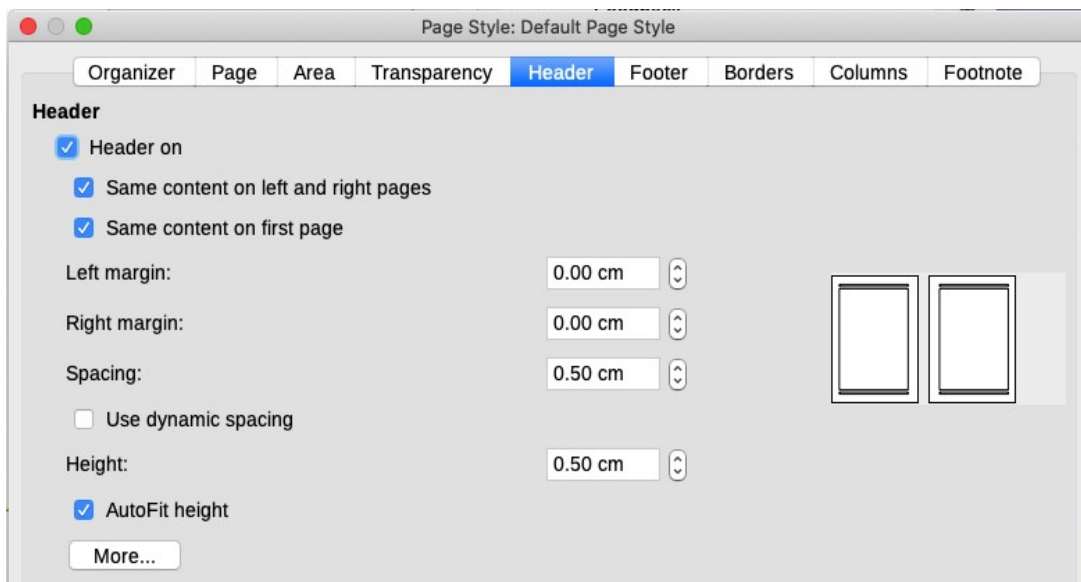 Page Style: Default Page Style
Organizer Page Area Transparency Header Footer Borders Columns Footnote
Header
Header on
Same content on left and right pages
Same content on first page
Left margin: 0.00 cm
Right margin: 0.00 cm
Spacing: 0.50 cm
Use dynamic spacing
Height: 0.50 cm
AutoFit height
More...